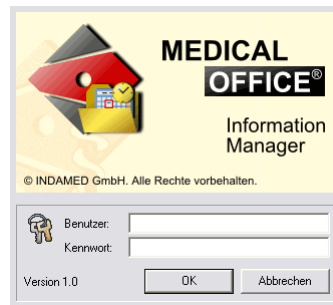 MEDICAL
OFFICE®
Information
Manager
© INDAMED GmbH. Alle Rechte vorbehalten.
Benutzer:
Kennwort:
Version 1.0 OK Abbrechen